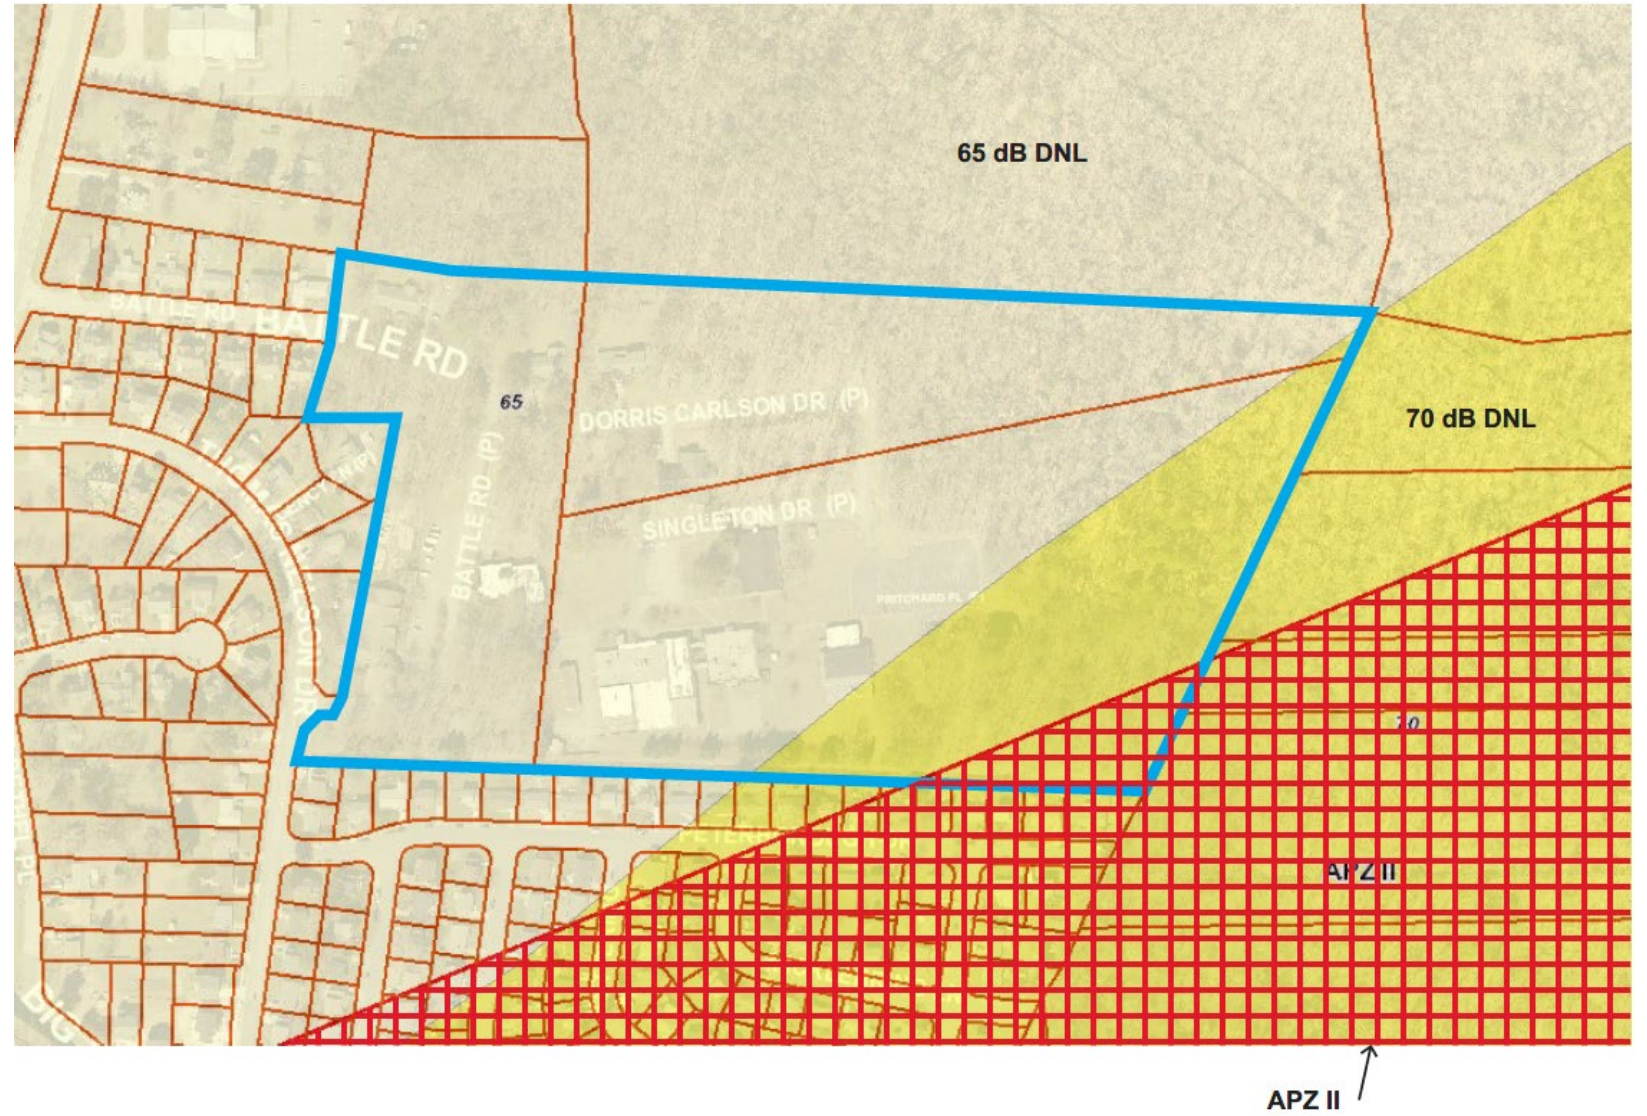 65 dB DNL
BATTLE RD
BATTLE RD
65
DORRIS CARLSON DR (P)
70 dB DNL
BATTLE RD (P)
SINGLETON DR (P)
PRITCHARD PL
70
APZ II
BIG
APZ II